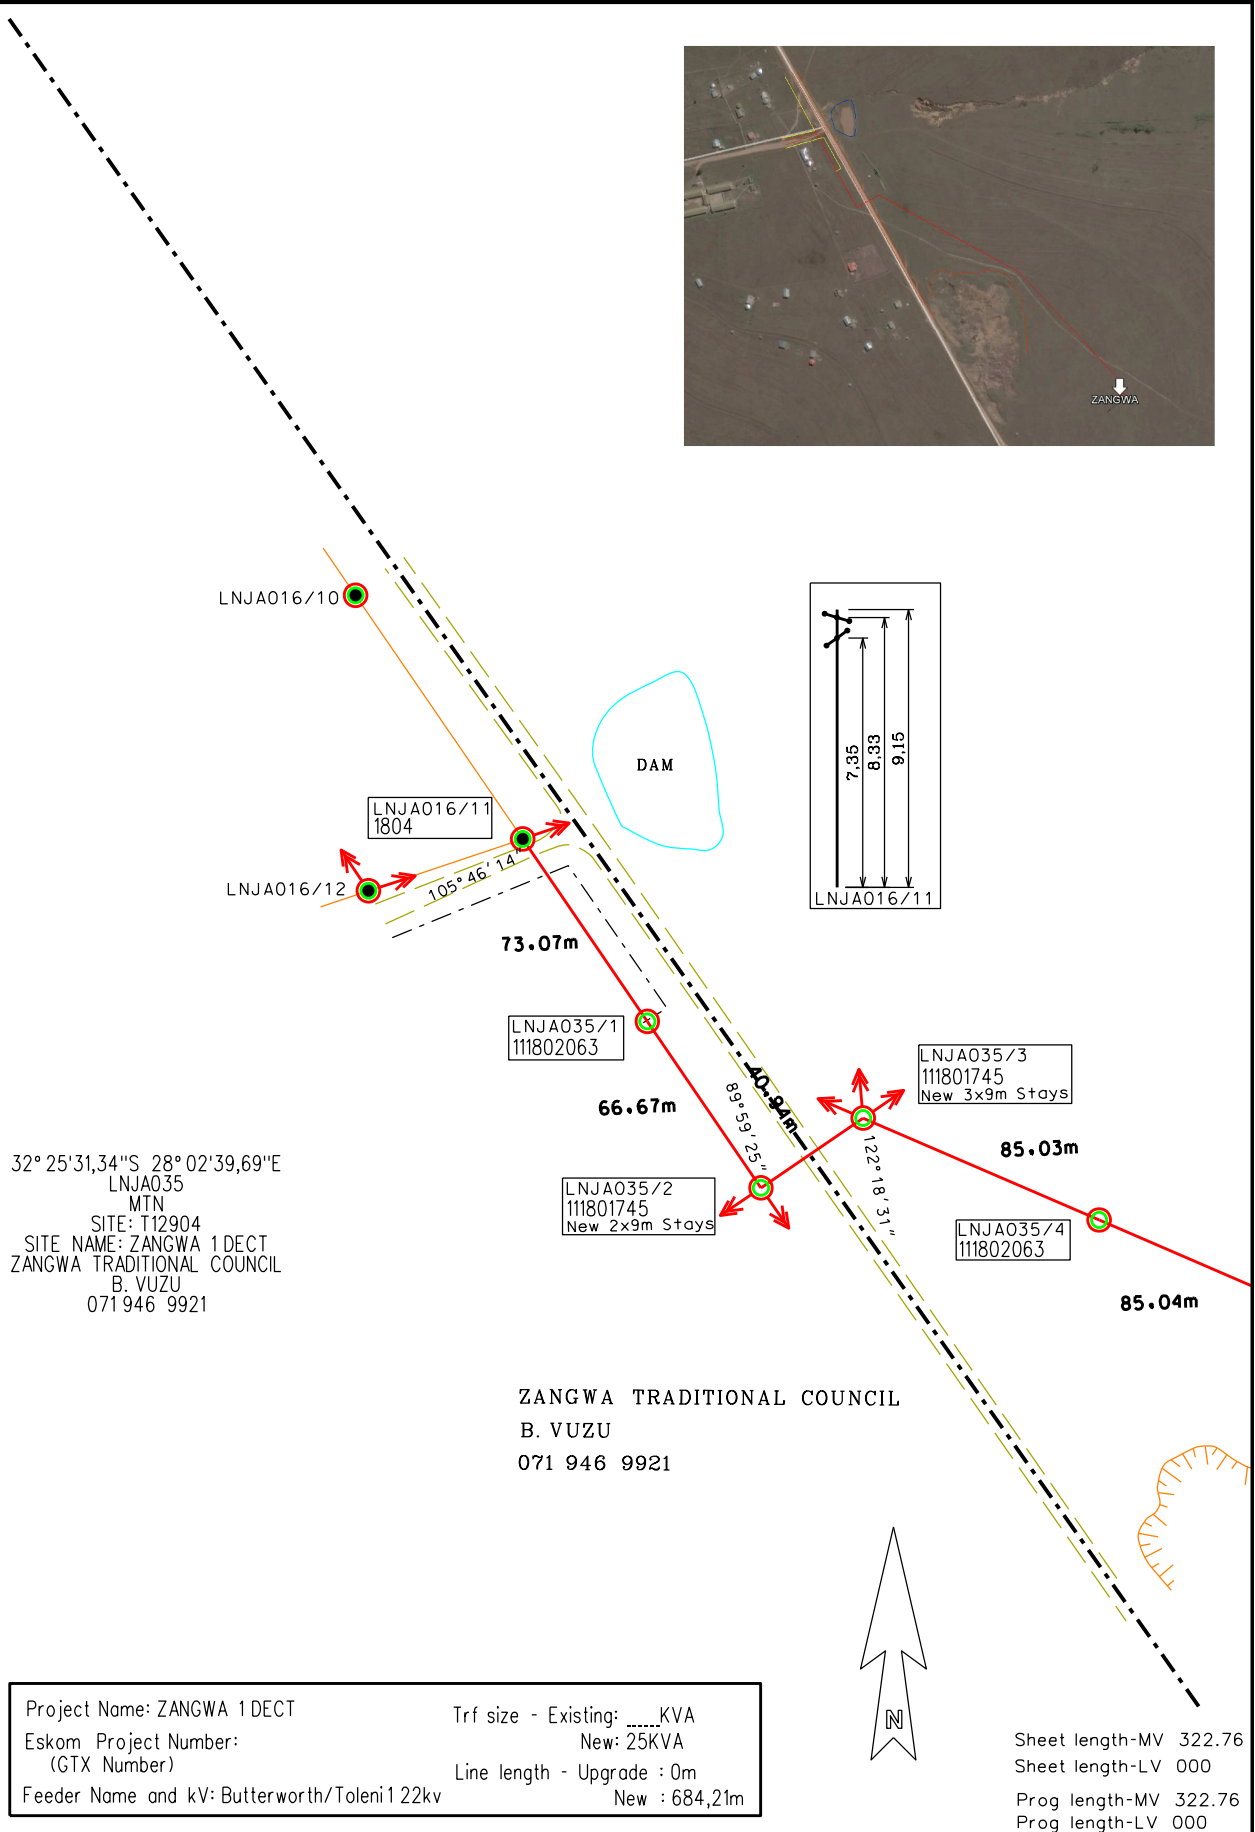 ZANGWA
LNJA016/10
DAM
7,35
8,33
9,15
LNJA016/11
LNJA016/11
1804
LNJA016/12
105°46'14"
73.07m
LNJA035/1
111802063
66.67m
40.94m
89°59'25"
LNJA035/3
111801745
New 3x9m Stays
122°18'31"
85.03m
LNJA035/2
111801745
New 2x9m Stays
LNJA035/4
111802063
85.04m
32°25'31,34"S 28°02'39,69"E
LNJA035
MTN
SITE: T12904
SITE NAME: ZANGWA 1 DECT
ZANGWA TRADITIONAL COUNCIL
B. VUZU
071 946 9921
ZANGWA TRADITIONAL COUNCIL
B. VUZU
071 946 9921
N
Project Name: ZANGWA 1 DECT
Eskom Project Number:
(GTX Number)
Feeder Name and kV: Butterworth/Toleni 1 22kv
Trf size - Existing: ......KVA
New: 25KVA
Line length - Upgrade : 0m
New : 684,21m
Sheet length-MV 322.76
Sheet length-LV 000
Prog length-MV 322.76
Prog length-LV 000